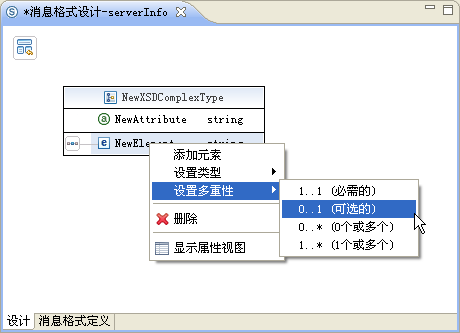 *消息格式设计-serverInfo
NewXSDComplexType
NewAttribute string
NewElement string
添加元素
设置类型
设置多重性
1..1 (必需的)
0..1 (可选的)
0..* (0个或多个)
1..* (1个或多个)
删除
显示属性视图
设计 消息格式定义